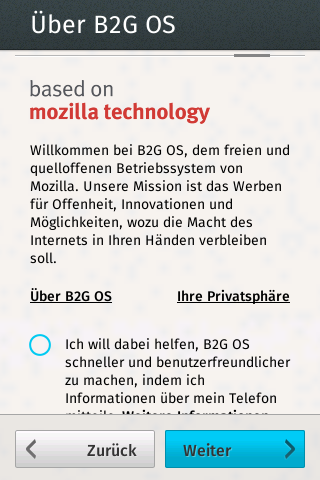 Über B2G OS
based on
mozilla technology
Willkommen bei B2G OS, dem freien und
quelloffenen Betriebssystem von
Mozilla. Unsere Mission ist das Werben
für Offenheit, Innovationen und
Möglichkeiten, wozu die Macht des
Internets in Ihren Händen verbleiben
soll.
Über B2G OS Ihre Privatsphäre
Ich will dabei helfen, B2G OS
schneller und benutzerfreundlicher
zu machen, indem ich
Informationen über mein Telefon
mitteile. Weitere Informationen
Zurück Weiter